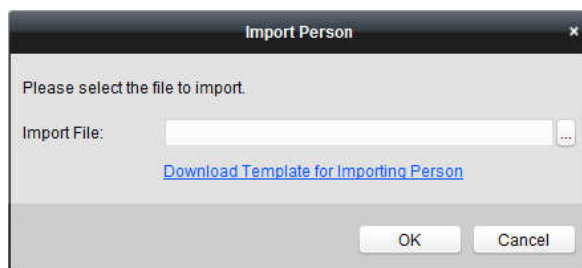 Import Person ×
Please select the file to import.
Import File: ...
Download Template for Importing Person
OK Cancel